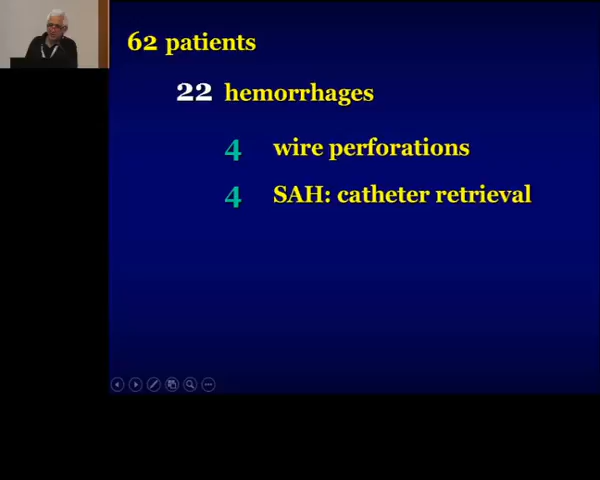 62 patients
22 hemorrhages
4 wire perforations
4 SAH: catheter retrieval